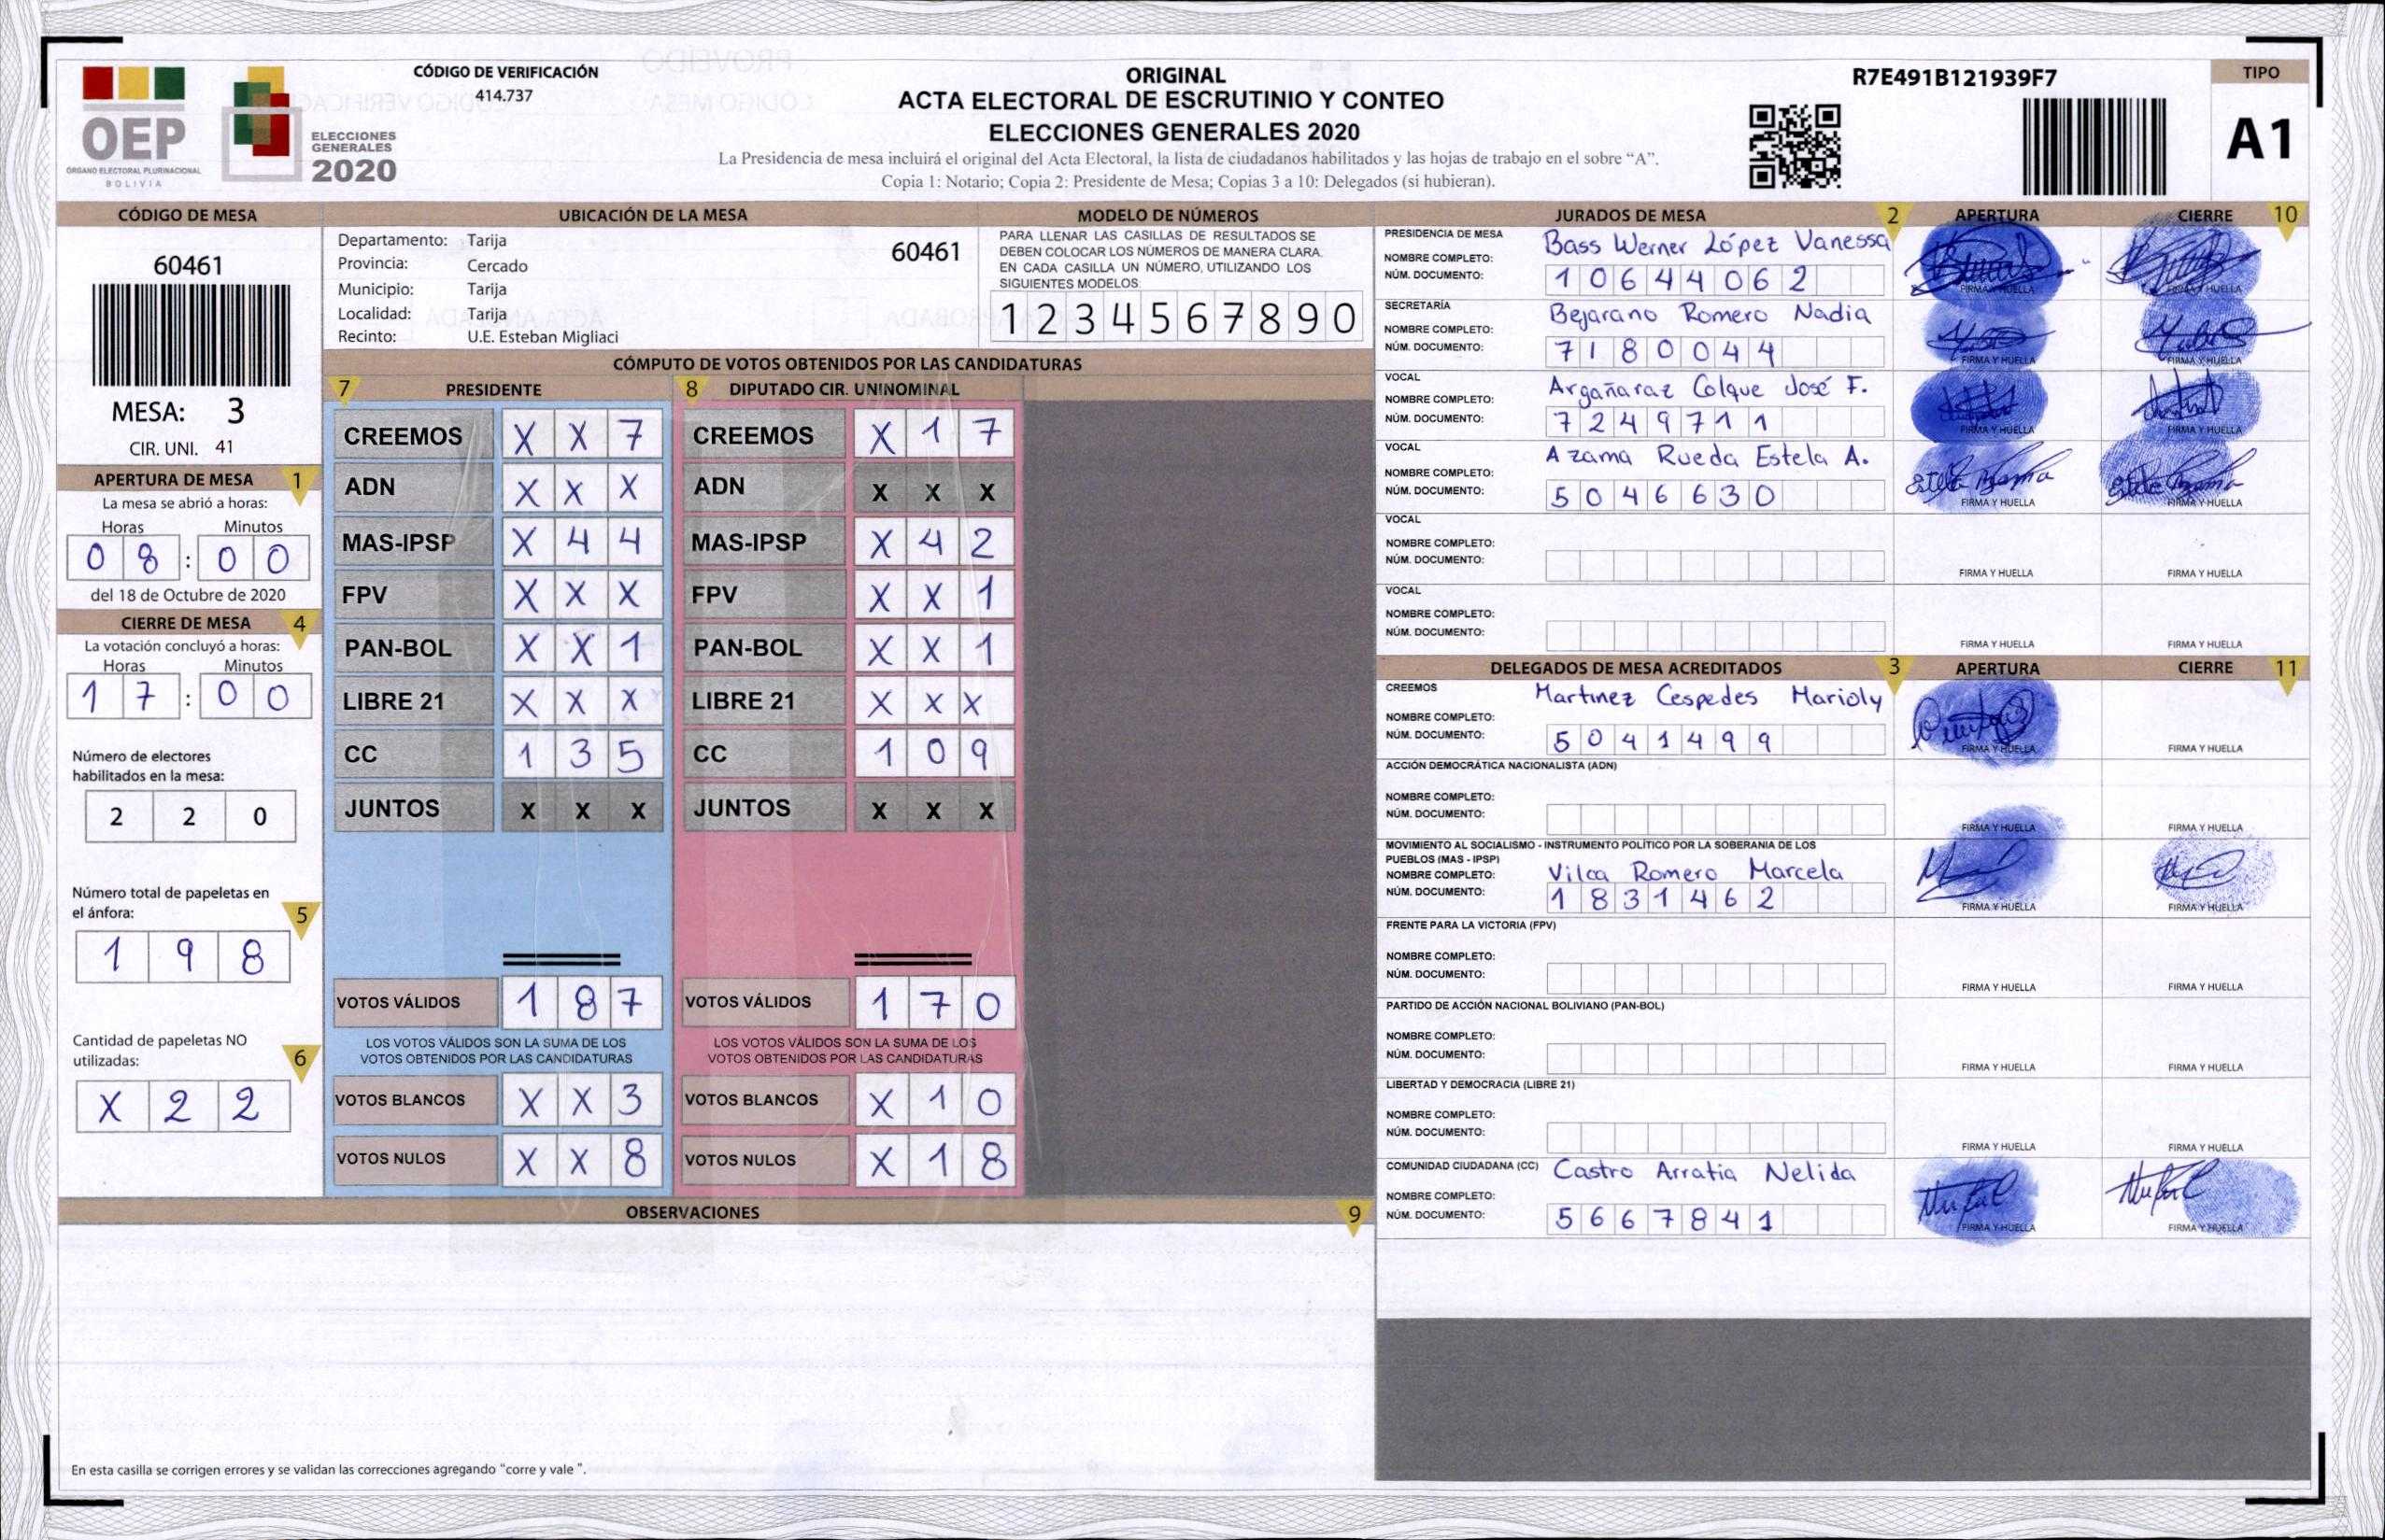 CÓDIGO DE VERIFICACIÓN
414.737
OEP
ÓRGANO ELECTORAL PLURINACIONAL
BOLIVIA
ELECCIONES
GENERALES
2020
ORIGINAL
ACTA ELECTORAL DE ESCRUTINIO Y CONTEO
ELECCIONES GENERALES 2020
La Presidencia de mesa incluirá el original del Acta Electoral, la lista de ciudadanos habilitados y las hojas de trabajo en el sobre “A”.
Copia 1: Notario; Copia 2: Presidente de Mesa; Copias 3 a 10: Delegados (si hubieran).
R7E491B121939F7
TIPO
A1
CÓDIGO DE MESA
60461
MESA: 3
CIR. UNI. 41
APERTURA DE MESA 1
La mesa se abrió a horas:
Horas Minutos
0 8 : 0 0
del 18 de Octubre de 2020
CIERRE DE MESA 4
La votación concluyó a horas:
Horas Minutos
1 7 : 0 0
Número de electores
habilitados en la mesa:
2 2 0
Número total de papeletas en
el ánfora: 5
1 9 8
Cantidad de papeletas NO
utilizadas: 6
X 2 2
UBICACIÓN DE LA MESA
Departamento: Tarija
60461
Provincia: Cercado
Municipio: Tarija
Localidad: Tarija
Recinto: U.E. Esteban Migliaci
MODELO DE NÚMEROS
PARA LLENAR LAS CASILLAS DE RESULTADOS SE
DEBEN COLOCAR LOS NÚMEROS DE MANERA CLARA.
EN CADA CASILLA UN NÚMERO, UTILIZANDO LOS
SIGUIENTES MODELOS.
1 2 3 4 5 6 7 8 9 0
CÓMPUTO DE VOTOS OBTENIDOS POR LAS CANDIDATURAS
7 PRESIDENTE 8 DIPUTADO CIR. UNINOMINAL
CREEMOS X X 7 CREEMOS X 1 7
ADN X X X ADN X X X
MAS-IPSP X 4 4 MAS-IPSP X 4 2
FPV X X X FPV X X 1
PAN-BOL X X 1 PAN-BOL X X 1
LIBRE 21 X X X LIBRE 21 X X X
CC 1 3 5 CC 1 0 9
JUNTOS X X X JUNTOS X X X
VOTOS VÁLIDOS 1 8 7 VOTOS VÁLIDOS 1 7 0
LOS VOTOS VÁLIDOS SON LA SUMA DE LOS LOS VOTOS VÁLIDOS SON LA SUMA DE LOS
VOTOS OBTENIDOS POR LAS CANDIDATURAS VOTOS OBTENIDOS POR LAS CANDIDATURAS
VOTOS BLANCOS X X 3 VOTOS BLANCOS X 1 0
VOTOS NULOS X X 8 VOTOS NULOS X 1 8
OBSERVACIONES 9
En esta casilla se corrigen errores y se validan las correcciones agregando "corre y vale ".
JURADOS DE MESA 2 APERTURA CIERRE 10
PRESIDENCIA DE MESA Bass Werner López Vanessa
NOMBRE COMPLETO:
NÚM. DOCUMENTO: 1 0 6 4 4 0 6 2
FIRMA Y HUELLA FIRMA Y HUELLA
SECRETARÍA Bejarano Romero Nadia
NOMBRE COMPLETO:
NÚM. DOCUMENTO: 7 1 8 0 0 4 4
FIRMA Y HUELLA FIRMA Y HUELLA
VOCAL Argañaraz Colque José F.
NOMBRE COMPLETO:
NÚM. DOCUMENTO: 7 2 4 9 7 1 1
FIRMA Y HUELLA FIRMA Y HUELLA
VOCAL Azama Rueda Estela A.
NOMBRE COMPLETO:
NÚM. DOCUMENTO: 5 0 4 6 6 3 0
FIRMA Y HUELLA FIRMA Y HUELLA
VOCAL
NOMBRE COMPLETO:
NÚM. DOCUMENTO:
FIRMA Y HUELLA FIRMA Y HUELLA
VOCAL
NOMBRE COMPLETO:
NÚM. DOCUMENTO:
FIRMA Y HUELLA FIRMA Y HUELLA
DELEGADOS DE MESA ACREDITADOS 3 APERTURA CIERRE 11
CREEMOS Martinez Cespedes Marioly
NOMBRE COMPLETO:
NÚM. DOCUMENTO: 5 0 4 1 4 9 9
FIRMA Y HUELLA FIRMA Y HUELLA
ACCIÓN DEMOCRÁTICA NACIONALISTA (ADN)
NOMBRE COMPLETO:
NÚM. DOCUMENTO:
FIRMA Y HUELLA FIRMA Y HUELLA
MOVIMIENTO AL SOCIALISMO - INSTRUMENTO POLÍTICO POR LA SOBERANIA DE LOS
PUEBLOS (MAS - IPSP)
NOMBRE COMPLETO: Vilca Romero Marcela
NÚM. DOCUMENTO: 1 8 3 1 4 6 2
FIRMA Y HUELLA FIRMA Y HUELLA
FRENTE PARA LA VICTORIA (FPV)
NOMBRE COMPLETO:
NÚM. DOCUMENTO:
FIRMA Y HUELLA FIRMA Y HUELLA
PARTIDO DE ACCIÓN NACIONAL BOLIVIANO (PAN-BOL)
NOMBRE COMPLETO:
NÚM. DOCUMENTO:
FIRMA Y HUELLA FIRMA Y HUELLA
LIBERTAD Y DEMOCRACIA (LIBRE 21)
NOMBRE COMPLETO:
NÚM. DOCUMENTO:
FIRMA Y HUELLA FIRMA Y HUELLA
COMUNIDAD CIUDADANA (CC) Castro Arratia Nelida
NOMBRE COMPLETO:
NÚM. DOCUMENTO: 5 6 6 7 8 4 1
FIRMA Y HUELLA FIRMA Y HUELLA